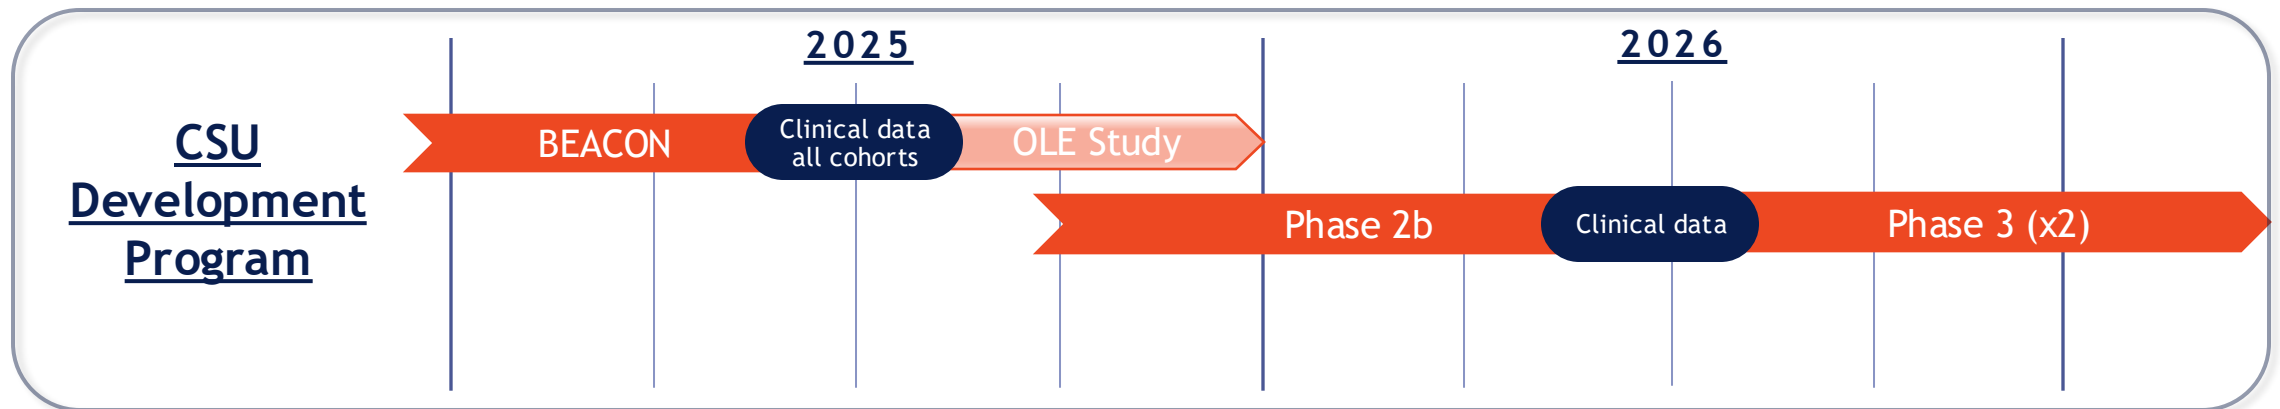 2025
2026
CSU
Development
Program
BEACON
Clinical data
all cohorts
OLE Study
Phase 2b
Clinical data
Phase 3 (x2)